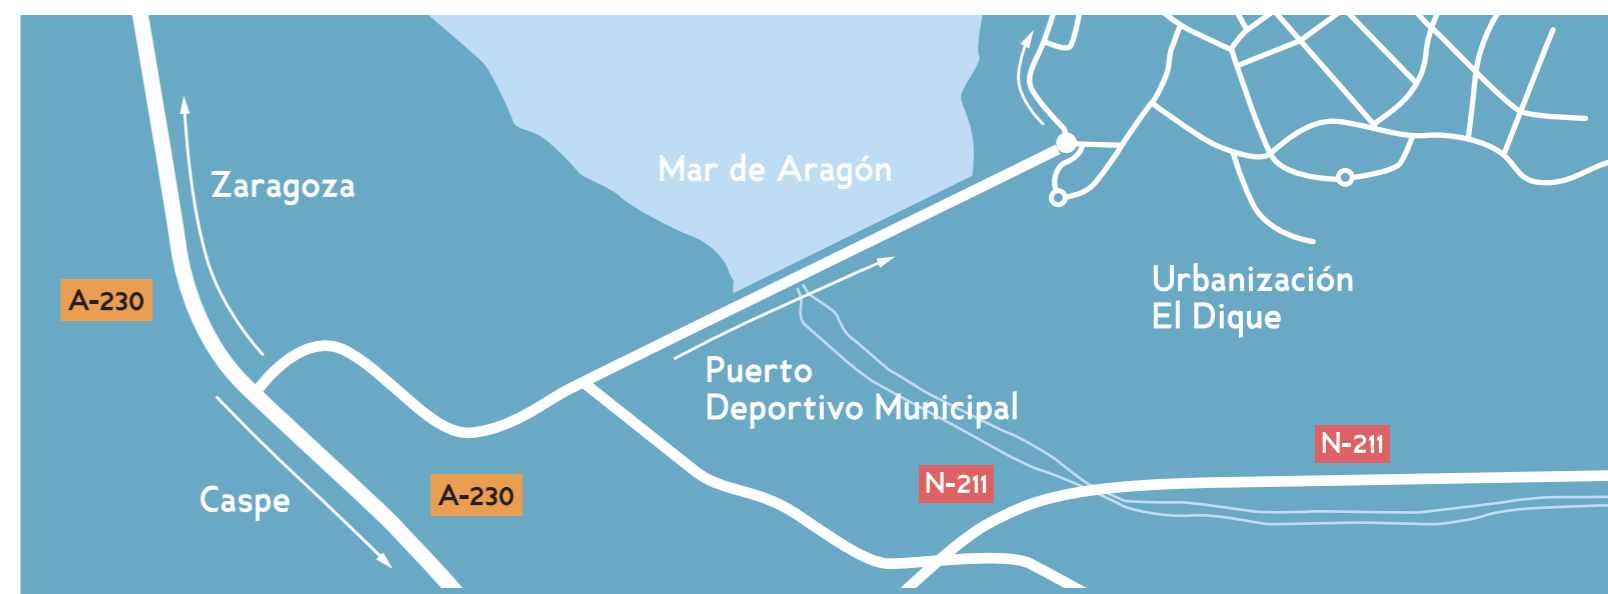 Mar de Aragón
Zaragoza
A-230
Urbanización
El Dique
Puerto
Deportivo Municipal
N-211
N-211
Caspe
A-230